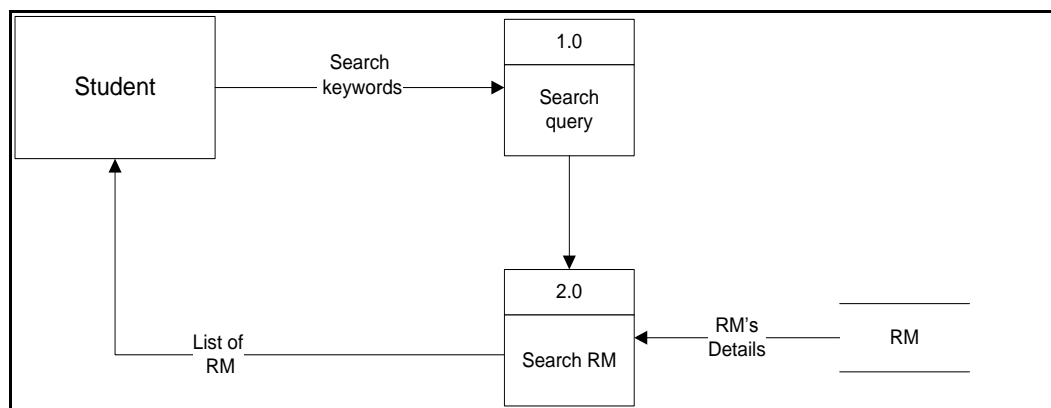 Student
Search
keywords
1.0
Search
query
2.0
Search RM
RM's
Details
RM
List of
RM